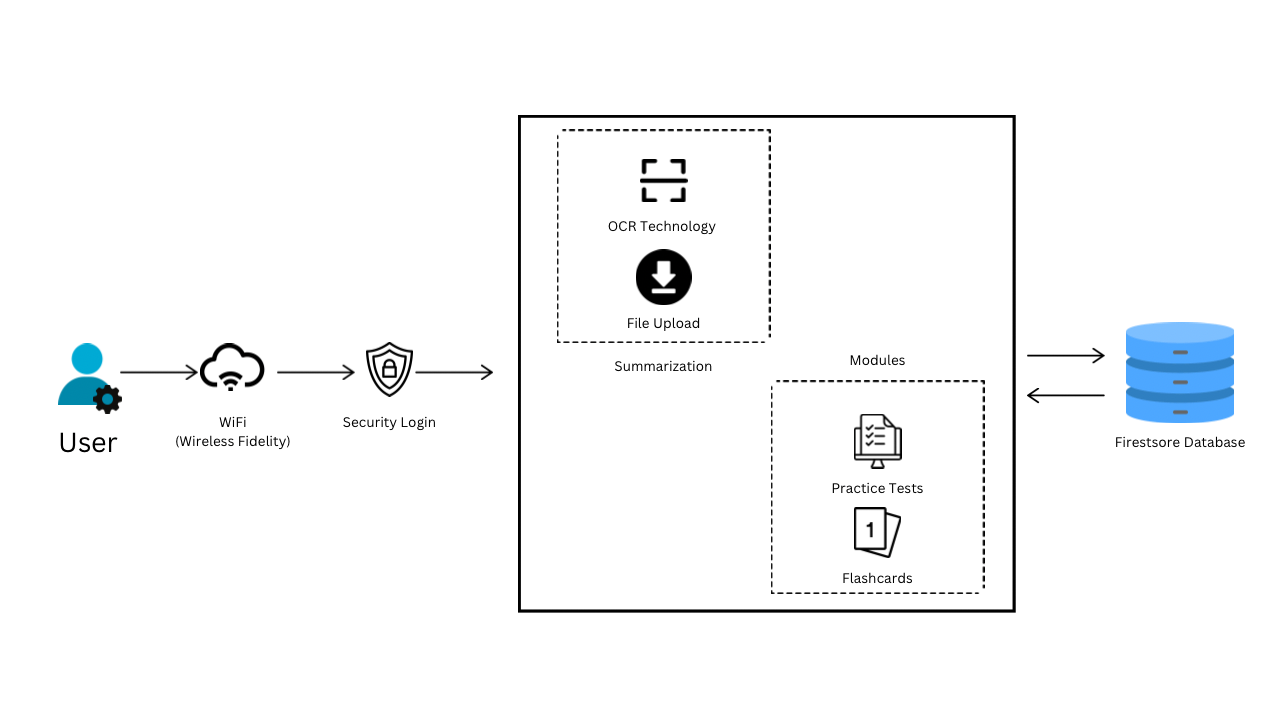 OCR Technology
File Upload
Summarization
Modules
Practice Tests
1
Flashcards
User
WiFi
(Wireless Fidelity)
Security Login
Firestsore Database